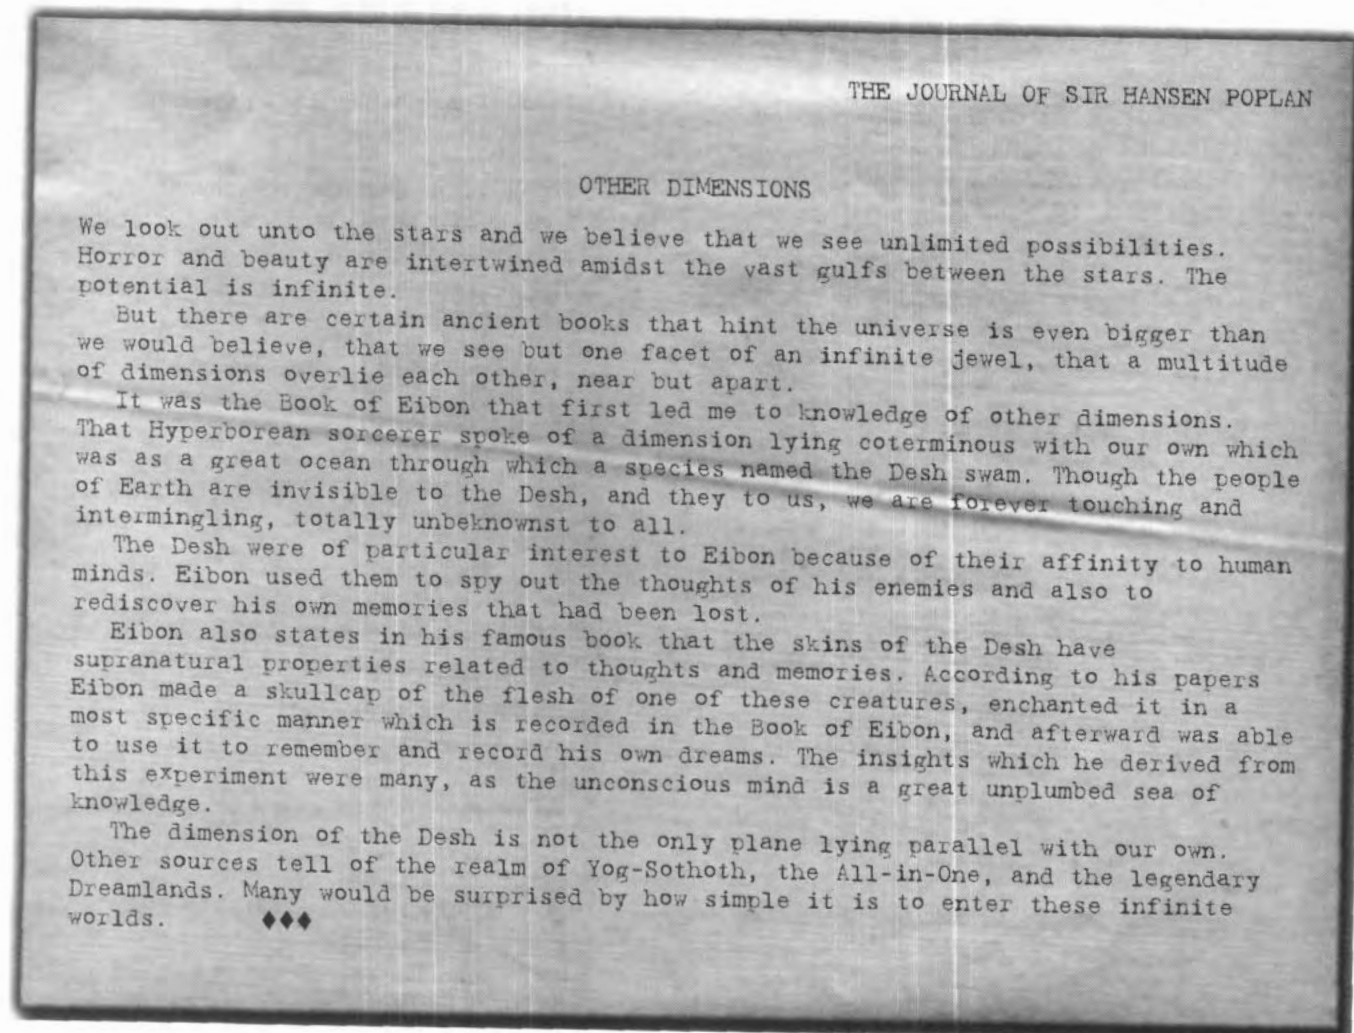 THE JOURNAL OF SIR HANSEN POPLAN
OTHER DIMENSIONS
We look out unto the stars and we believe that we see unlimited possibilities.
Horror and beauty are intertwined amidst the vast gulfs between the stars. The
potential is infinite.
But there are certain ancient books that hint the universe is even bigger than
we would believe, that we see but one facet of an infinite jewel, that a multitude
of dimensions overlie each other, near but apart.
It was the Book of Eibon that first led me to knowledge of other dimensions.
That Hyperborean sorcerer spoke of a dimension lying coterminous with our own which
was as a great ocean through which a species named the Desh swam. Though the people
of Earth are invisible to the Desh, and they to us, we are forever touching and
intermingling, totally unbeknownst to all.
The Desh were of particular interest to Eibon because of their affinity to human
minds. Eibon used them to spy out the thoughts of his enemies and also to
rediscover his own memories that had been lost.
Eibon also states in his famous book that the skins of the Desh have
supranatural properties related to thoughts and memories. According to his papers
Eibon made a skullcap of the flesh of one of these creatures, enchanted it in a
most specific manner which is recorded in the Book of Eibon, and afterward was able
to use it to remember and record his own dreams. The insights which he derived from
this experiment were many, as the unconscious mind is a great unplumbed sea of
knowledge.
The dimension of the Desh is not the only plane lying parallel with our own.
Other sources tell of the realm of Yog-Sothoth, the All-in-One, and the legendary
Dreamlands. Many would be surprised by how simple it is to enter these infinite
worlds. ♦♦♦